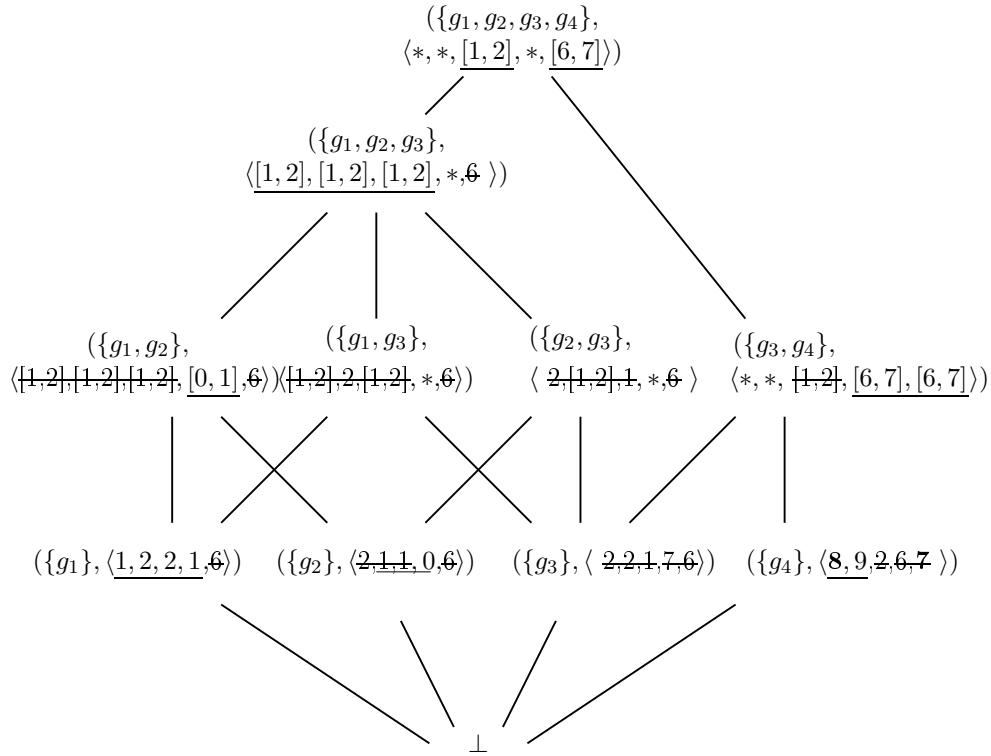 ({g₁, g₂, g₃, g₄},
⟨∗, ∗, [1, 2], ∗, [6, 7]⟩)
({g₁, g₂, g₃},
⟨[1, 2], [1, 2], [1, 2], ∗,6 ⟩)
({g₁, g₂},
⟨[1,2],[1,2],[1,2], [0, 1],6⟩)
({g₁, g₃},
⟨[1,2],2,[1,2], ∗,6⟩)
({g₂, g₃},
⟨ 2,[1,2],1, ∗,6 ⟩
({g₃, g₄},
⟨∗, ∗, [1,2], [6, 7], [6, 7]⟩)
({g₁}, ⟨1, 2, 2, 1,6⟩)
({g₂}, ⟨2,1,1, 0,6⟩)
({g₃}, ⟨ 2,2,1,7,6⟩)
({g₄}, ⟨8, 9,2,6,7 ⟩)
⊥